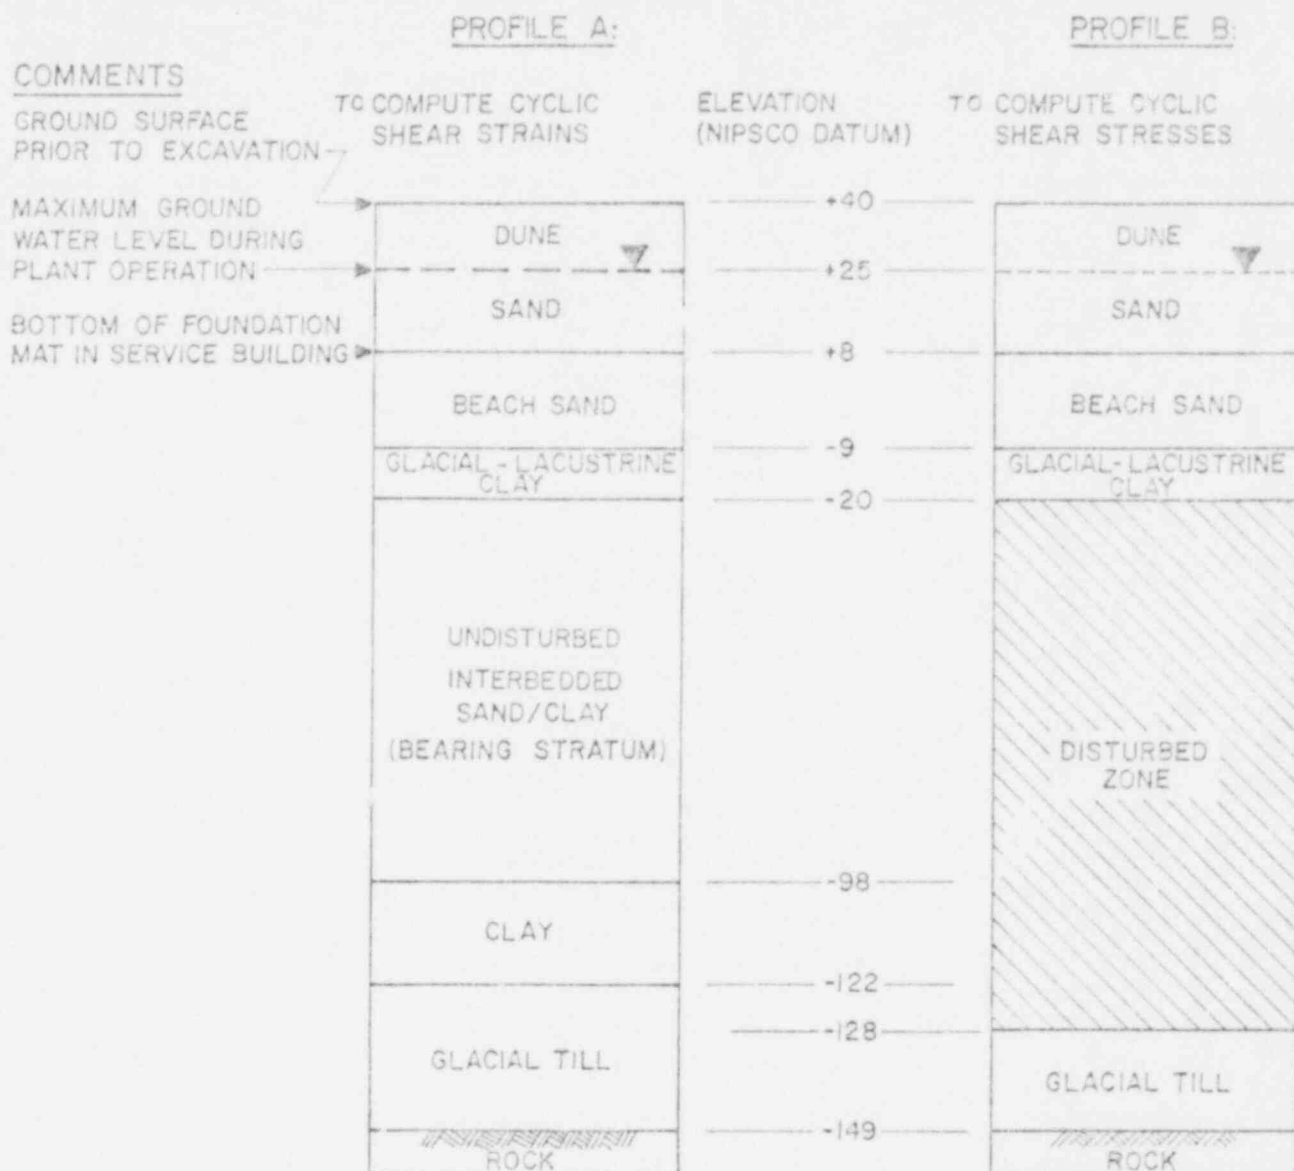 PROFILE A:
PROFILE B:
COMMENTS
GROUND SURFACE
PRIOR TO EXCAVATION
TO COMPUTE CYCLIC
SHEAR STRAINS
ELEVATION
(NIPSCO DATUM)
TO COMPUTE CYCLIC
SHEAR STRESSES
MAXIMUM GROUND
WATER LEVEL DURING
PLANT OPERATION
BOTTOM OF FOUNDATION
MAT IN SERVICE BUILDING
DUNE
SAND
BEACH SAND
GLACIAL - LACUSTRINE
CLAY
UNDISTURBED
INTERBEDDED
SAND/CLAY
(BEARING STRATUM)
CLAY
GLACIAL TILL
ROCK
+40
+25
+8
-9
-20
-98
-122
-128
-149
DUNE
SAND
BEACH SAND
GLACIAL-LACUSTRINE
CLAY
DISTURBED
ZONE
GLACIAL TILL
ROCK